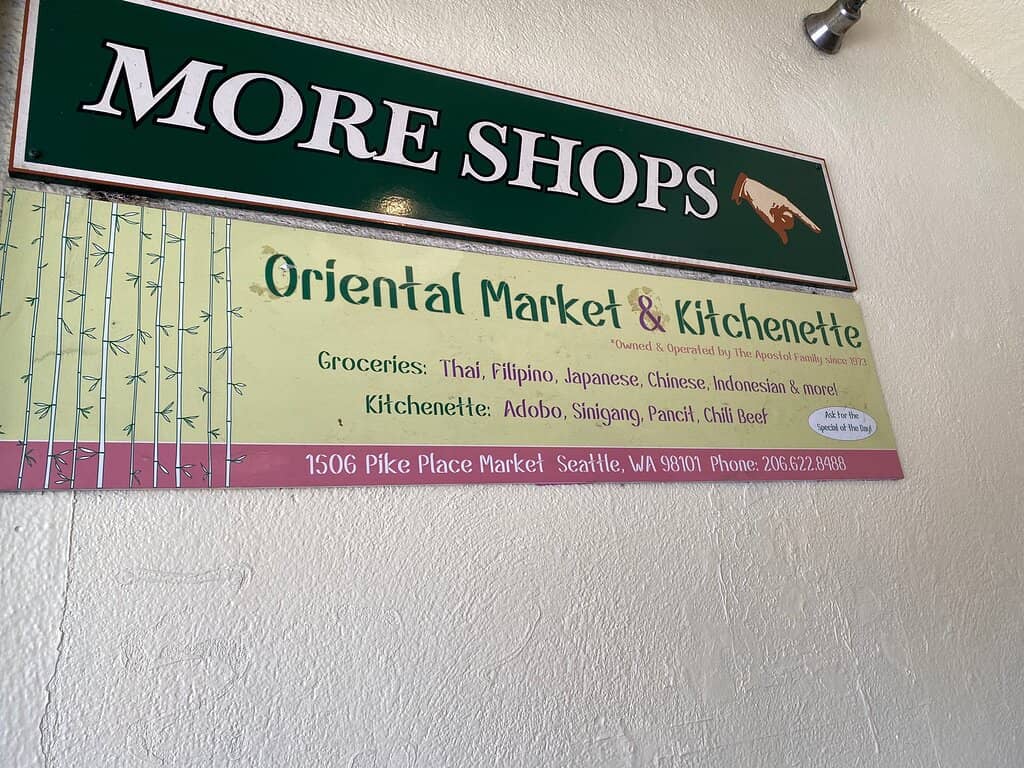 MORE SHOPS
Oriental Market & Kitchenette
*Owned & Operated by The Apostol Family since 1973
Groceries: Thai, Filipino, Japanese, Chinese, Indonesian & more!
Kitchenette: Adobo, Sinigang, Pancit, Chili Beef
Ask for the
Special of the Day!
1506 Pike Place Market Seattle, WA 98101 Phone: 206.622.8488